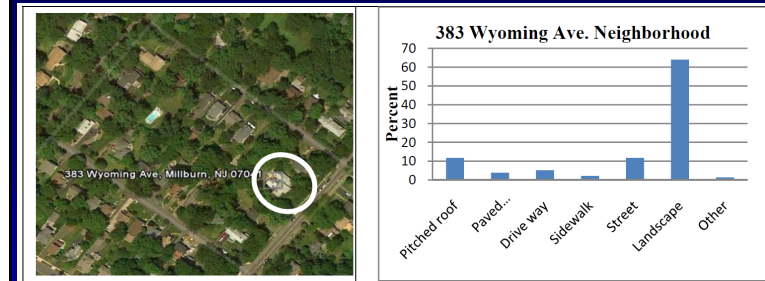 383 Wyoming Ave, Millburn, NJ 07041
383 Wyoming Ave. Neighborhood
Percent
70
60
50
40
30
20
10
0
Pitched roof
Paved...
Drive way
Sidewalk
Street
Landscape
Other